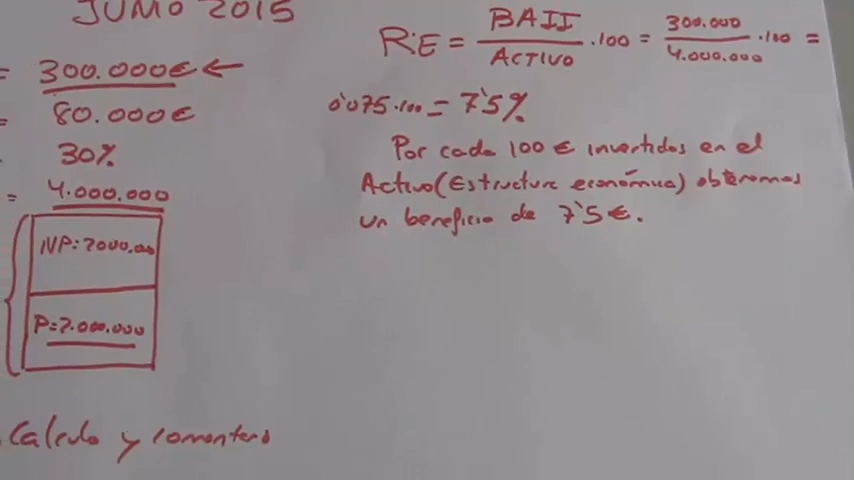 JUNIO 2015
= 300.000€ ←
= 80.000€
30%
= 4.000.000
NP: 2000.000
P=2.000.000
Calculo y comentario
RE = BAII / ACTIVO · 100 = 300.000 / 4.000.000 · 100 =
0'075·100 = 7'5%
Por cada 100 € invertidos en el
Activo (Estructura económica) obtenemos
un beneficio de 7'5€.